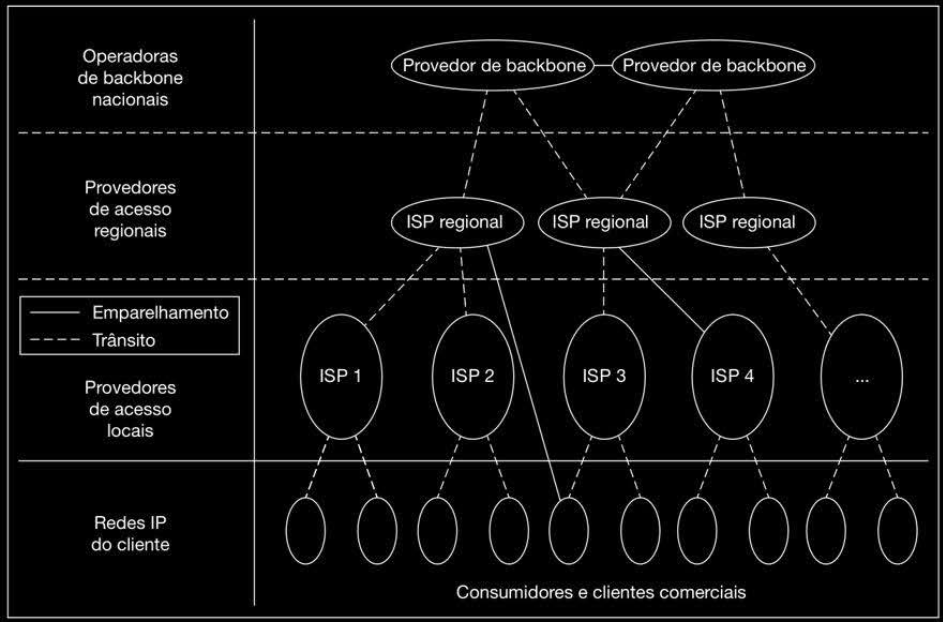 Operadoras
de backbone
nacionais
Provedor de backbone
Provedor de backbone
Provedores
de acesso
regionais
ISP regional
ISP regional
ISP regional
Emparelhamento
Trânsito
Provedores
de acesso
locais
ISP 1
ISP 2
ISP 3
ISP 4
...
Redes IP
do cliente
Consumidores e clientes comerciais